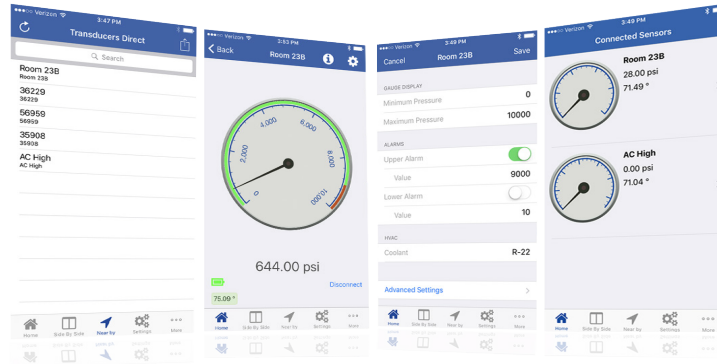 Verizon 3:47 PM
Transducers Direct
Search
Room 23B
Room 23B
36229
36229
56959
56959
35908
35908
AC High
AC High
Home Side By Side Near by Settings More
Verizon 3:53 PM
Back Room 23B
0 2,000 4,000 6,000 8,000 10,000
644.00 psi
Disconnect
75.09 °
Home Side By Side Near by Settings More
Verizon 3:49 PM
Cancel Room 23B Save
GAUGE DISPLAY
Minimum Pressure 0
Maximum Pressure 10000
ALARMS
Upper Alarm
Value 9000
Lower Alarm
Value 10
HVAC
Coolant R-22
Advanced Settings
Home Side By Side Near by Settings More
Verizon 3:49 PM
Connected Sensors
Room 23B
28.00 psi
71.49 °
AC High
0.00 psi
71.04 °
Home Side By Side Near by Settings More